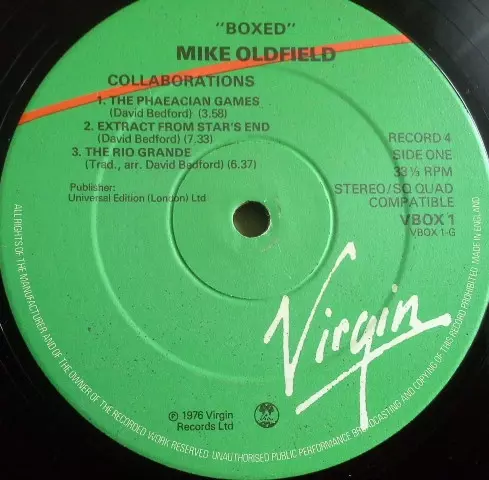 "BOXED"
MIKE OLDFIELD
COLLABORATIONS
1. THE PHAEACIAN GAMES
(David Bedford) (3.58)
2. EXTRACT FROM STAR'S END
(David Bedford) (7.33)
3. THE RIO GRANDE
(Trad., arr. David Bedford) (6.37)
Publisher:
Universal Edition (London) Ltd
RECORD 4
SIDE ONE
33⅓ RPM
STEREO/SQ QUAD
COMPATIBLE
VBOX 1
VBOX 1-G
Virgin
℗ 1976 Virgin
Records Ltd
ALL RIGHTS OF THE MANUFACTURER AND OF THE OWNER OF THE RECORDED WORK RESERVED. UNAUTHORISED PUBLIC PERFORMANCE BROADCASTING AND COPYING OF THIS RECORD PROHIBITED. MADE IN ENGLAND